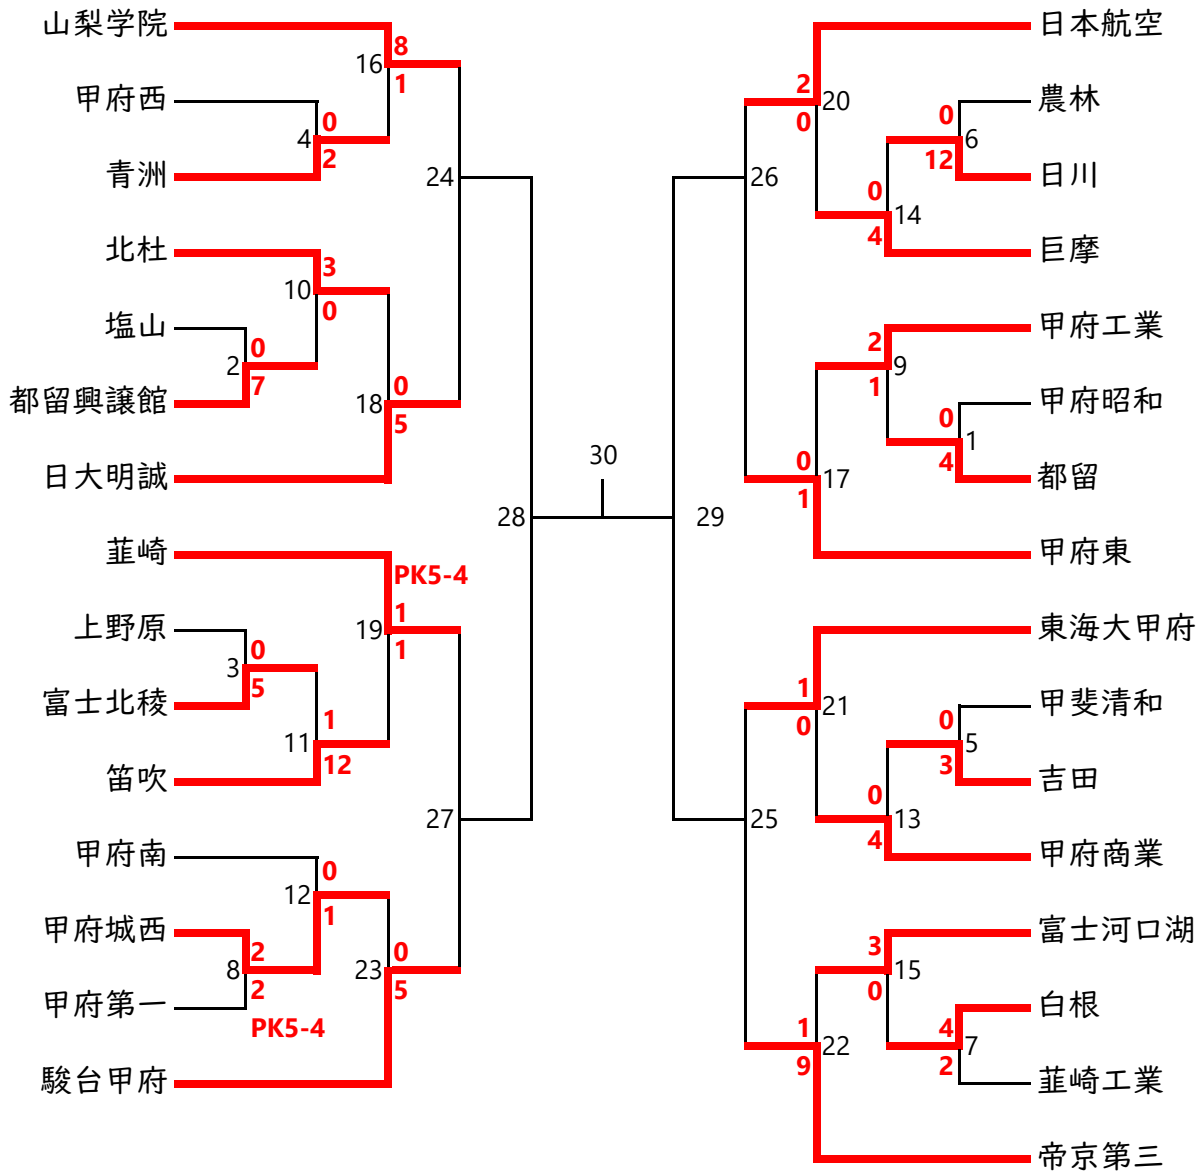 山梨学院
8
16
1
甲府西
0
4
2
青洲
24
北杜
3
10
0
塩山
0
2
7
都留興譲館
0
18
5
日大明誠
28
韮崎
PK5-4
1
19
1
上野原
0
3
5
富士北稜
1
11
12
笛吹
27
甲府南
0
12
1
甲府城西
2
8
2
甲府第一
PK5-4
0
23
5
駿台甲府
30
日本航空
2
20
0
農林
0
6
12
日川
26
0
14
4
巨摩
甲府工業
2
9
1
甲府昭和
0
1
4
都留
0
17
1
甲府東
29
東海大甲府
1
21
0
甲斐清和
0
5
3
吉田
0
13
4
甲府商業
25
富士河口湖
3
15
0
白根
4
7
2
韮崎工業
1
22
9
帝京第三